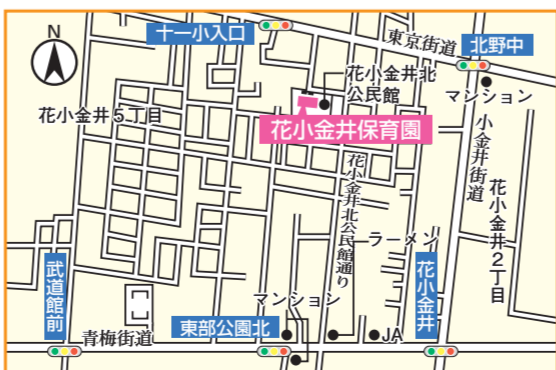 N
十一小入口
東京街道
北野中
花小金井北
公民館
マンション
花小金井5丁目
花小金井保育園
小金井街道
花小金井2丁目
花小金井北公民館通り
ラーメン
武道館前
マンション
花小金井
青梅街道
東部公園北
JA